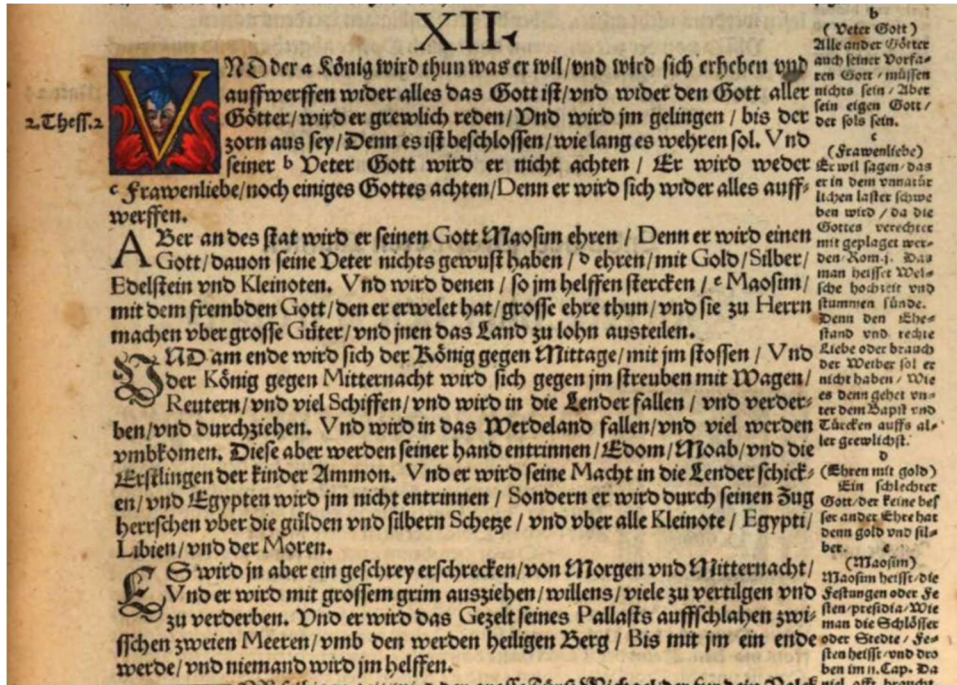 XII.
VND der a König wird thun was er wil/vnd wird sich erheben vnd
auffwerffen wider alles das Gott ist/vnd wider den Gott aller
Götter/wird er grewlich reden/Vnd wird jm gelingen/bis der
zorn aus sey/Denn es ist beschlossen/wie lang es wehren sol. Vnd
seiner b Veter Gott wird er nicht achten/Er wird weder
c Frawenliebe/noch einiges Gottes achten/Denn er wird sich wider alles auff-
werffen.
ABer an des stat wird er seinen Gott Maosim ehren/Denn er wird einen
Gott/dauon seine Veter nichts gewust haben/d ehren/mit Gold/Silber/
Edelstein vnd Kleinoten. Vnd wird denen/so jm helffen stercken/e Maosim/
mit dem frembden Gott/den er erwelet hat/grosse ehre thun/vnd sie zu Herrn
machen vber grosse Güter/vnd jnen das Land zu lohn austeilen.
VND am ende wird sich der König gegen Mittage/mit jm stossen/Vnd
der König gegen Mitternacht wird sich gegen jm streuben mit Wagen/
Reutern/vnd viel Schiffen/vnd wird in die Lender fallen/vnd verder-
ben/vnd durchziehen. Vnd wird in das Werdeland fallen/vnd viel werden
vmbkomen. Diese aber werden seiner hand entrinnen/Edom/Moab/vnd die
Erstlingen der kinder Ammon. Vnd er wird seine Macht in die Lender schick-
en/vnd Egypten wird jm nicht entrinnen/Sondern er wird durch seinen Zug
herrschen vber die gülden vnd silbern Schetze/vnd vber alle Kleinote/Egypti/
Libien/vnd der Moren.
ES wird jn aber ein geschrey erschrecken/von Morgen vnd Mitternacht/
Vnd er wird mit grossem grim ausziehen/willens/viele zu vertilgen vnd
zu verderben. Vnd er wird das Gezelt seines Pallasts auffschlahen zwi-
sschen zweien Meeren/vmb den werden heiligen Berg/Bis mit jm ein ende
werde/vnd niemand wird jm helffen.
2.Thess.2
b
(Veter Gott)
Alle ander Götter
auch seiner Vorfa-
ren Gott/müssen
nichts sein/Aber
sein eigen Gott/
der sols sein.
c
(Frawenliebe)
Er wil sagen/das
er in dem vnnatür
lichen laster schwe
ben wird/da die
Gottes verechter
mit geplaget wer-
den/Rom.j. Das
man heisset Wel-
sche hochzeit vnd
stummen sünde.
Denn den Ehe-
stand vnd rechte
Liebe oder brauch
der Weiber sol er
nicht haben/Wie
es denn gehet vn-
ter dem Bapst vnd
Türcken auffs al-
ler grewlichst.
d
(Ehren mit gold)
Ein schlechter
Gott/der keine bes
ser ander Ehre hat
denn gold vnd sil-
ber.
e
(Maosim)
Maosim heisst/die
Festungen oder Fe
sten/presidia/Wie
man die Schlösser
oder Stedte/Fe-
sten heisst/vnd dro
ben im 11.Cap. Da
niel offt braucht